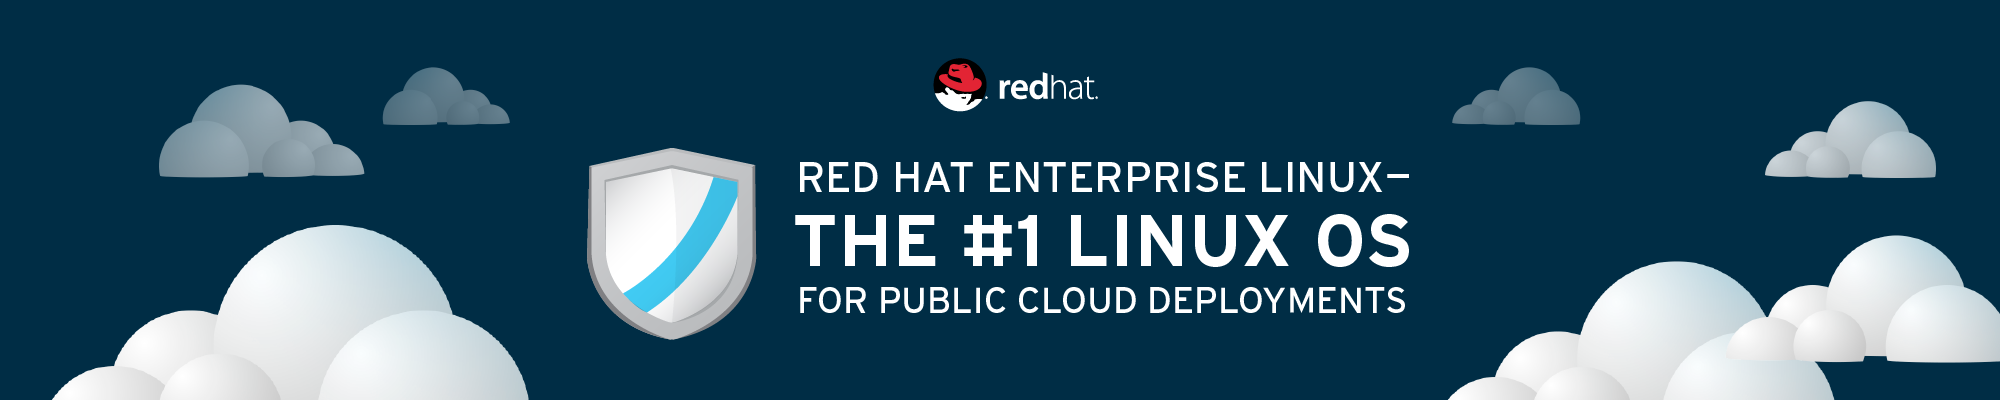 redhat.
RED HAT ENTERPRISE LINUX—
THE #1 LINUX OS
FOR PUBLIC CLOUD DEPLOYMENTS